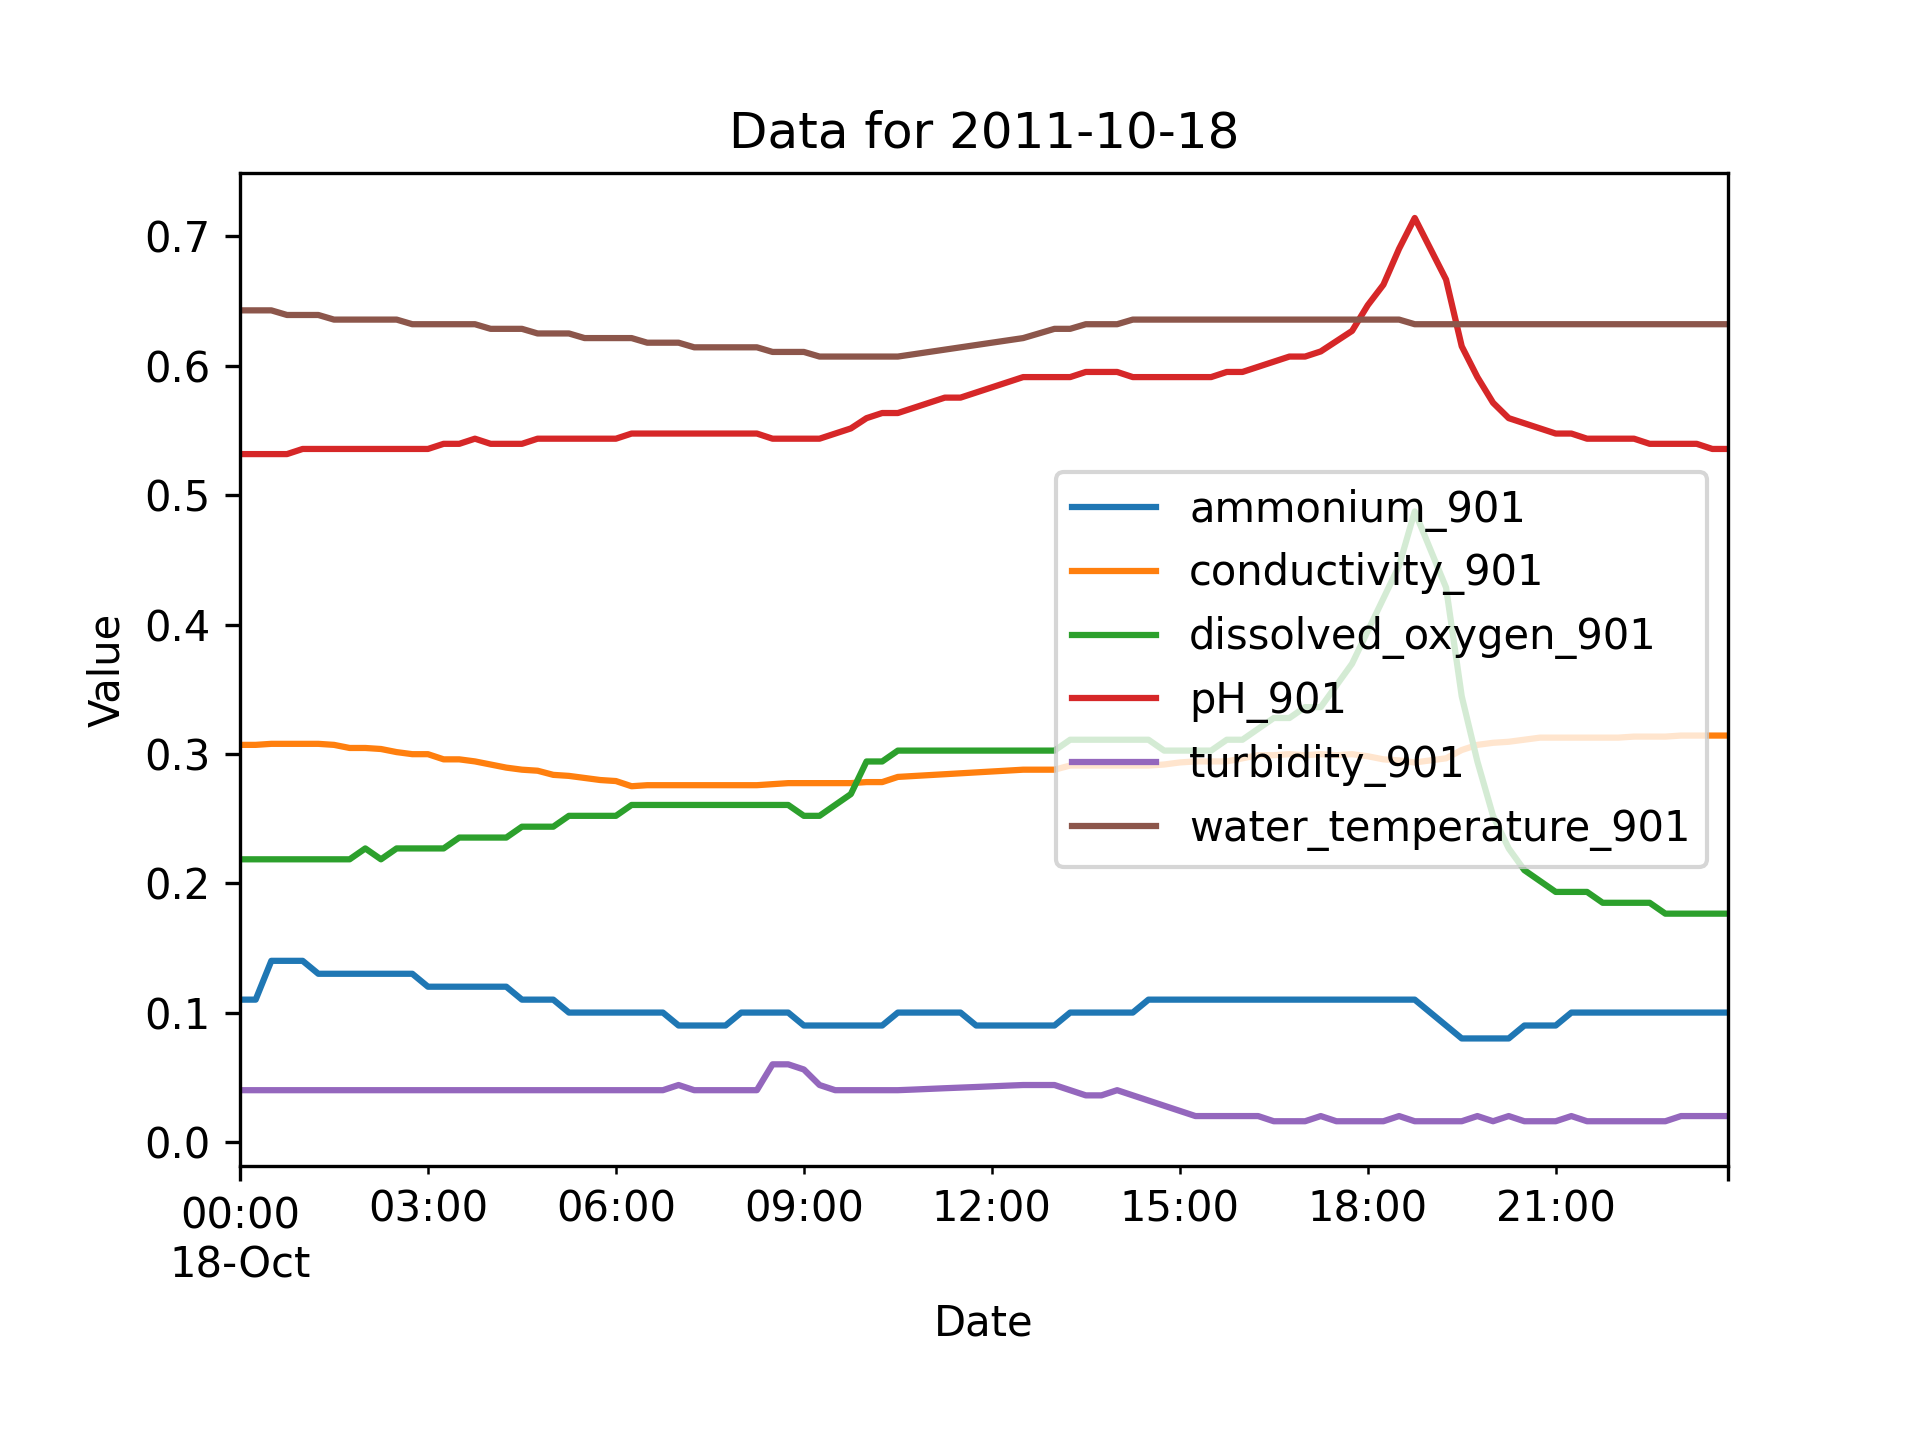 Data for 2011-10-18
0.7
0.6
0.5
0.4
0.3
0.2
0.1
0.0
Value
ammonium_901
conductivity_901
dissolved_oxygen_901
pH_901
turbidity_901
water_temperature_901
00:00 03:00 06:00 09:00 12:00 15:00 18:00 21:00
18-Oct
Date